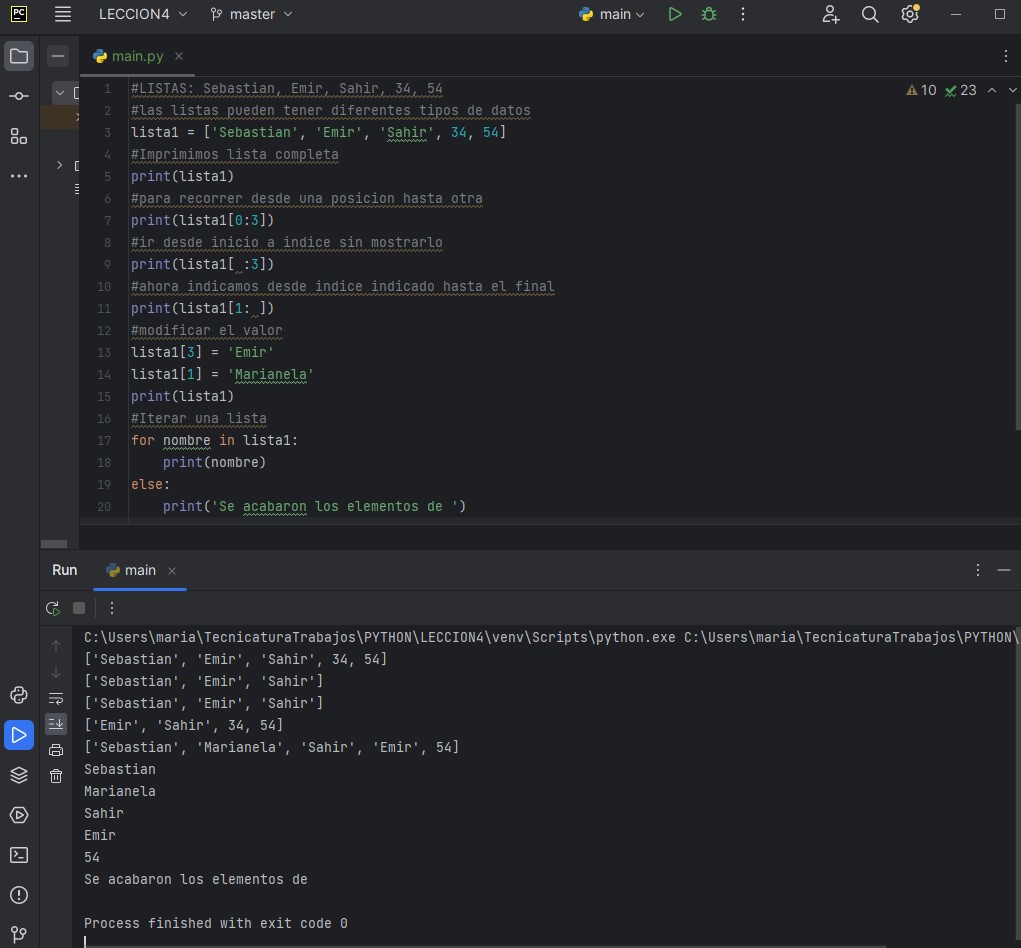 PC LECCION4 master main
main.py
1 #LISTAS: Sebastian, Emir, Sahir, 34, 54
10 23
2 #las listas pueden tener diferentes tipos de datos
3 lista1 = ['Sebastian', 'Emir', 'Sahir', 34, 54]
4 #Imprimimos lista completa
5 print(lista1)
6 #para recorrer desde una posicion hasta otra
7 print(lista1[0:3])
8 #ir desde inicio a indice sin mostrarlo
9 print(lista1[ :3])
10 #ahora indicamos desde indice indicado hasta el final
11 print(lista1[1: ])
12 #modificar el valor
13 lista1[3] = 'Emir'
14 lista1[1] = 'Marianela'
15 print(lista1)
16 #Iterar una lista
17 for nombre in lista1:
18     print(nombre)
19 else:
20     print('Se acabaron los elementos de ')
Run main
C:\Users\maria\TecnicaturaTrabajos\PYTHON\LECCION4\venv\Scripts\python.exe C:\Users\maria\TecnicaturaTrabajos\PYTHON\
['Sebastian', 'Emir', 'Sahir', 34, 54]
['Sebastian', 'Emir', 'Sahir']
['Sebastian', 'Emir', 'Sahir']
['Emir', 'Sahir', 34, 54]
['Sebastian', 'Marianela', 'Sahir', 'Emir', 54]
Sebastian
Marianela
Sahir
Emir
54
Se acabaron los elementos de
Process finished with exit code 0